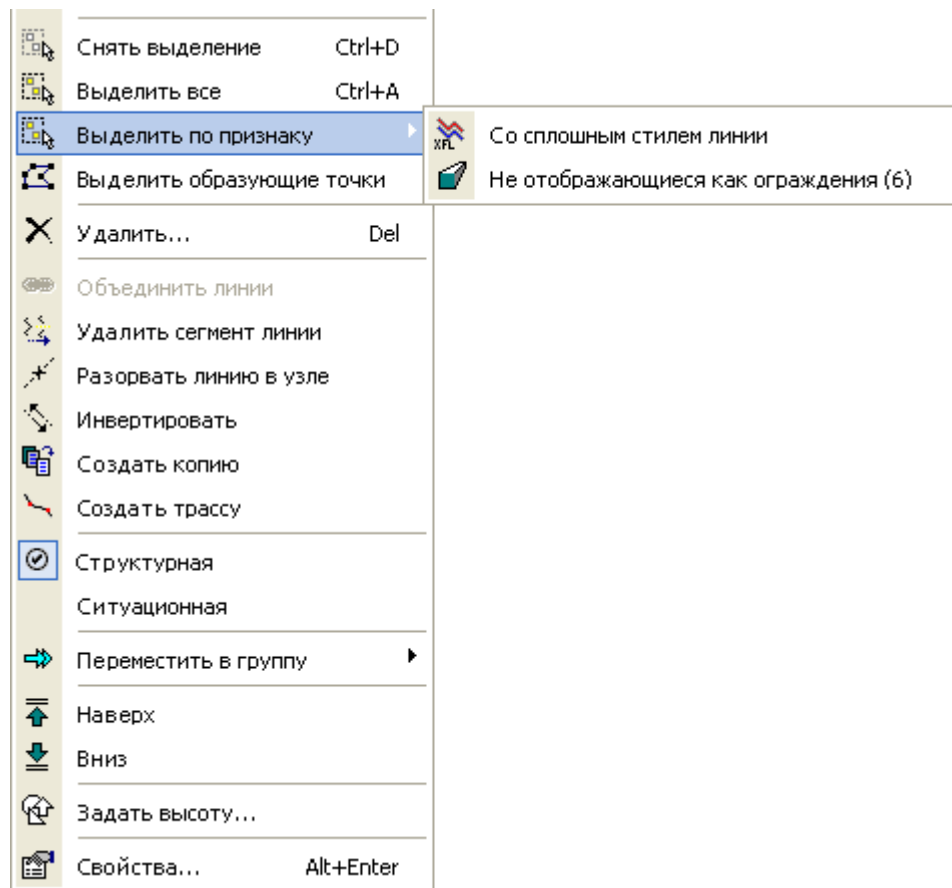 Снять выделение Ctrl+D
Выделить все Ctrl+A
Выделить по признаку
XFL Со сплошным стилем линии
Выделить образующие точки
Не отображающиеся как ограждения (6)
Удалить... Del
Объединить линии
Удалить сегмент линии
Разорвать линию в узле
Инвертировать
Создать копию
Создать трассу
Структурная
Ситуационная
Переместить в группу
Наверх
Вниз
Задать высоту...
Свойства... Alt+Enter